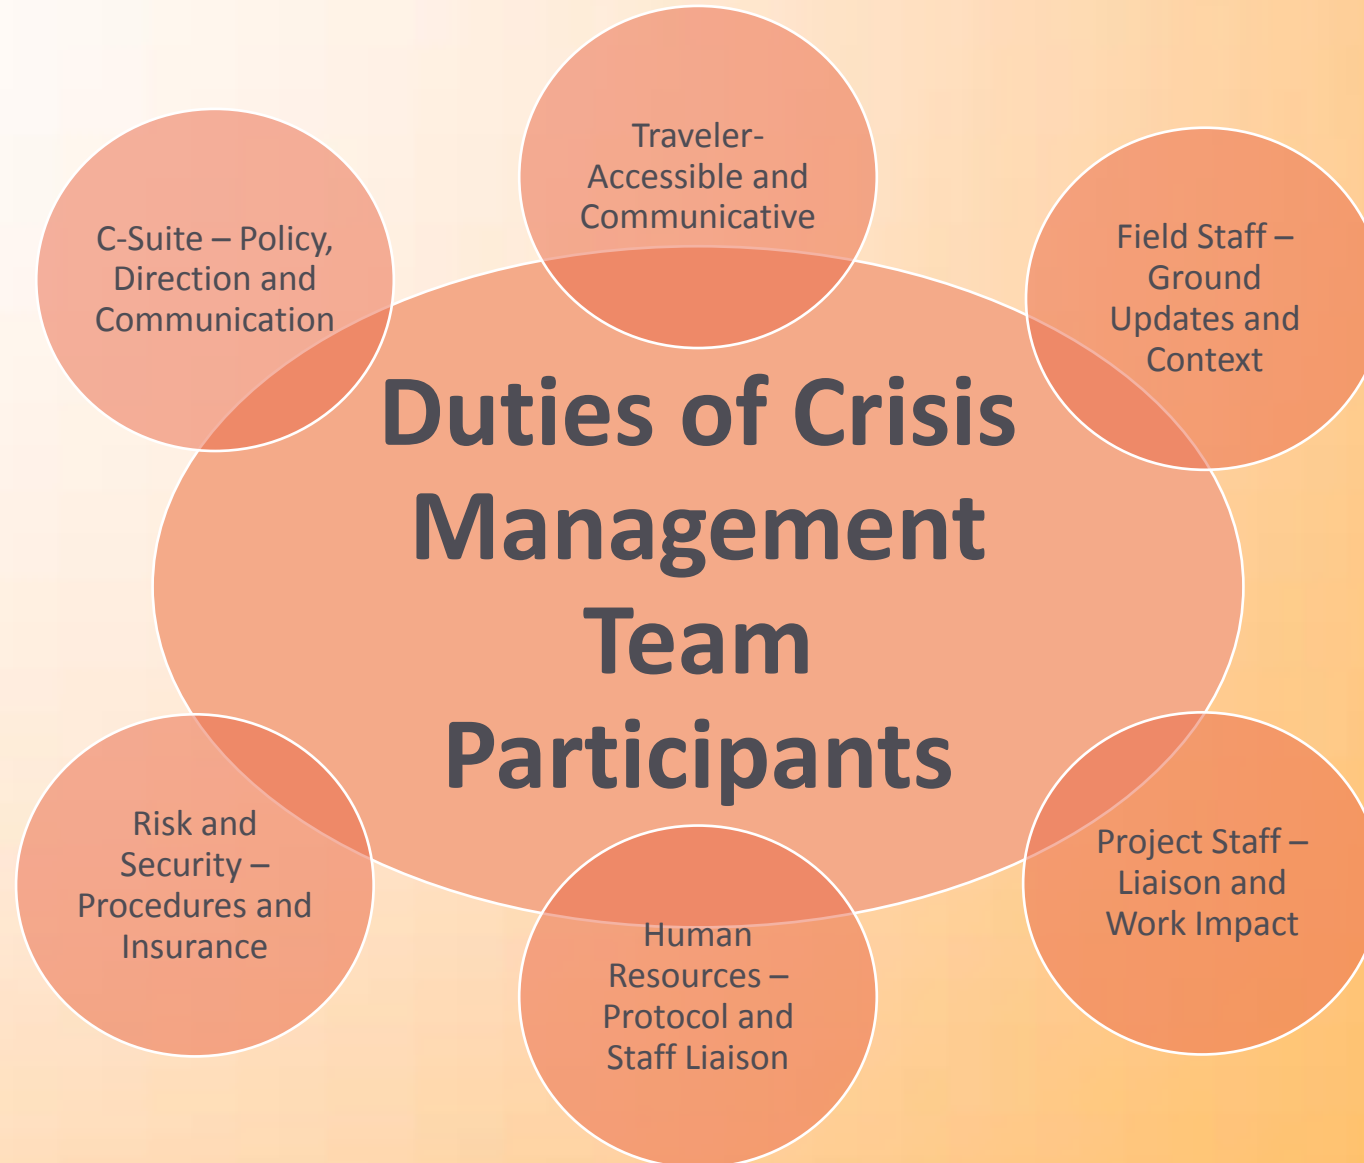 Traveler-
Accessible and
Communicative
C-Suite – Policy,
Direction and
Communication
Field Staff –
Ground
Updates and
Context
Duties of Crisis
Management
Team
Participants
Risk and
Security –
Procedures and
Insurance
Project Staff –
Liaison and
Work Impact
Human
Resources –
Protocol and
Staff Liaison